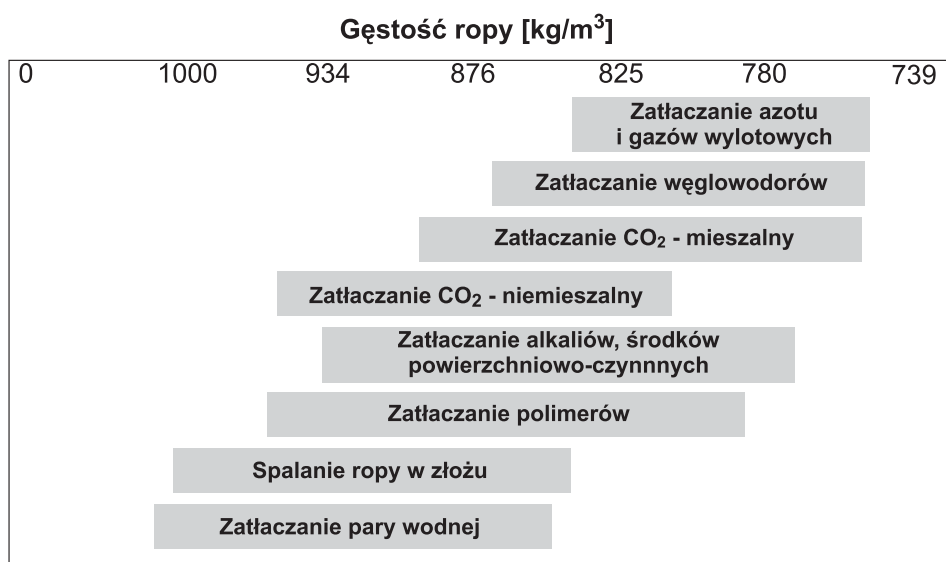 Gęstość ropy [kg/m³]
0 1000 934 876 825 780 739
Zatłaczanie azotu
i gazów wylotowych
Zatłaczanie węglowodorów
Zatłaczanie CO₂ - mieszalny
Zatłaczanie CO₂ - niemieszalny
Zatłaczanie alkaliów, środków
powierzchniowo-czynnnych
Zatłaczanie polimerów
Spalanie ropy w złożu
Zatłaczanie pary wodnej